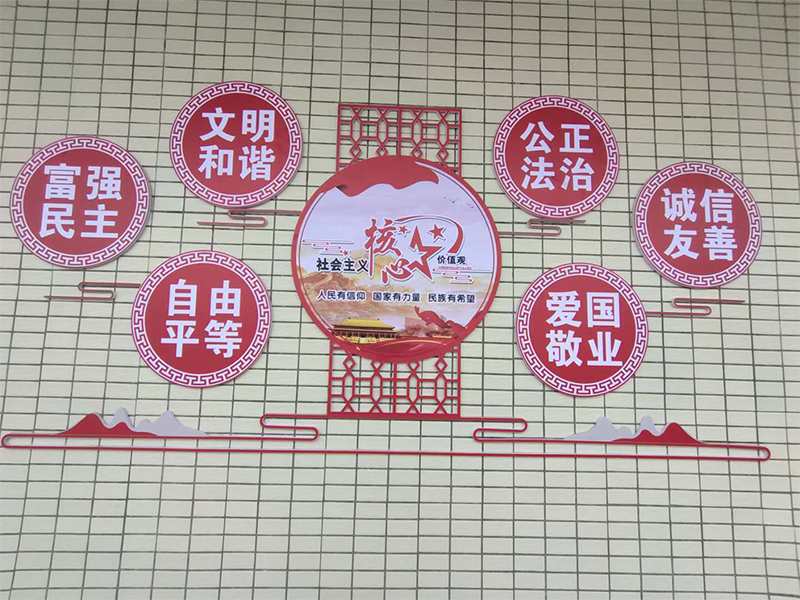 富强
民主
文明
和谐
自由
平等
社会主义 核心 价值观
人民有信仰 国家有力量 民族有希望
公正
法治
爱国
敬业
诚信
友善